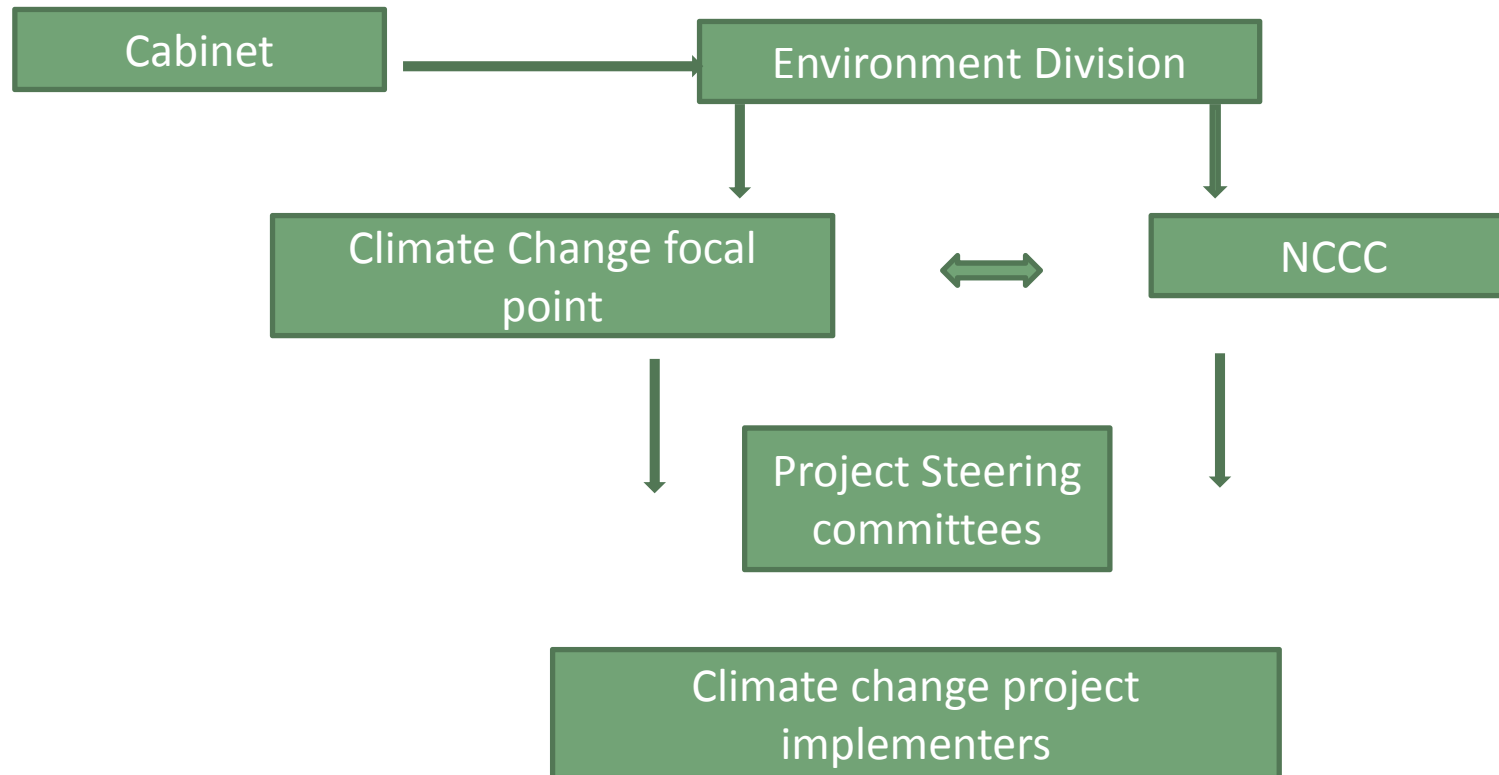 Cabinet
Environment Division
Climate Change focal
point
NCCC
Project Steering
committees
Climate change project
implementers